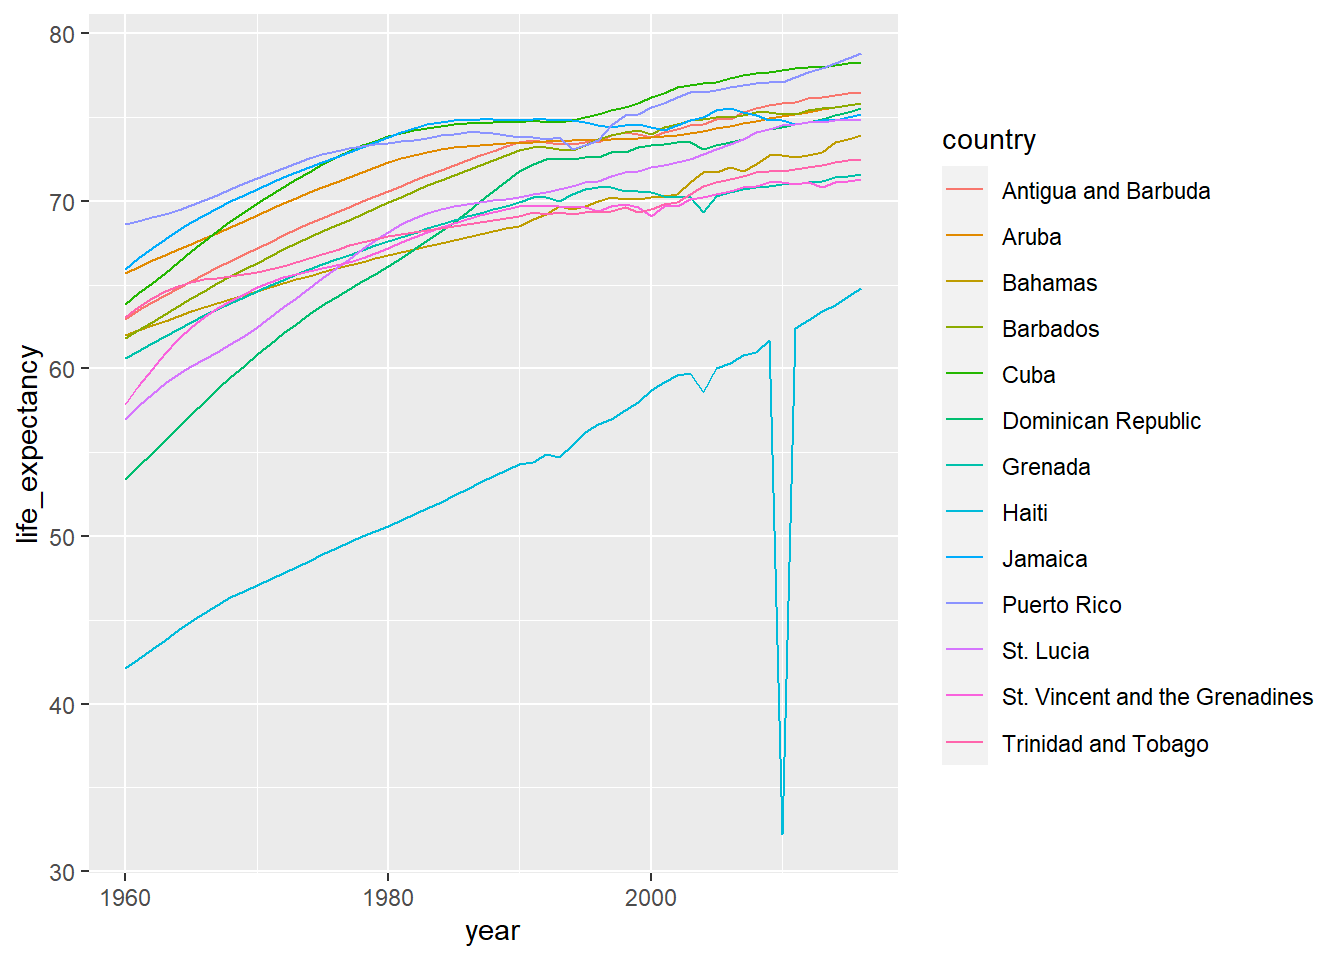 80
70
60
50
40
30
life_expectancy
1960
1980
2000
year
country
Antigua and Barbuda
Aruba
Bahamas
Barbados
Cuba
Dominican Republic
Grenada
Haiti
Jamaica
Puerto Rico
St. Lucia
St. Vincent and the Grenadines
Trinidad and Tobago